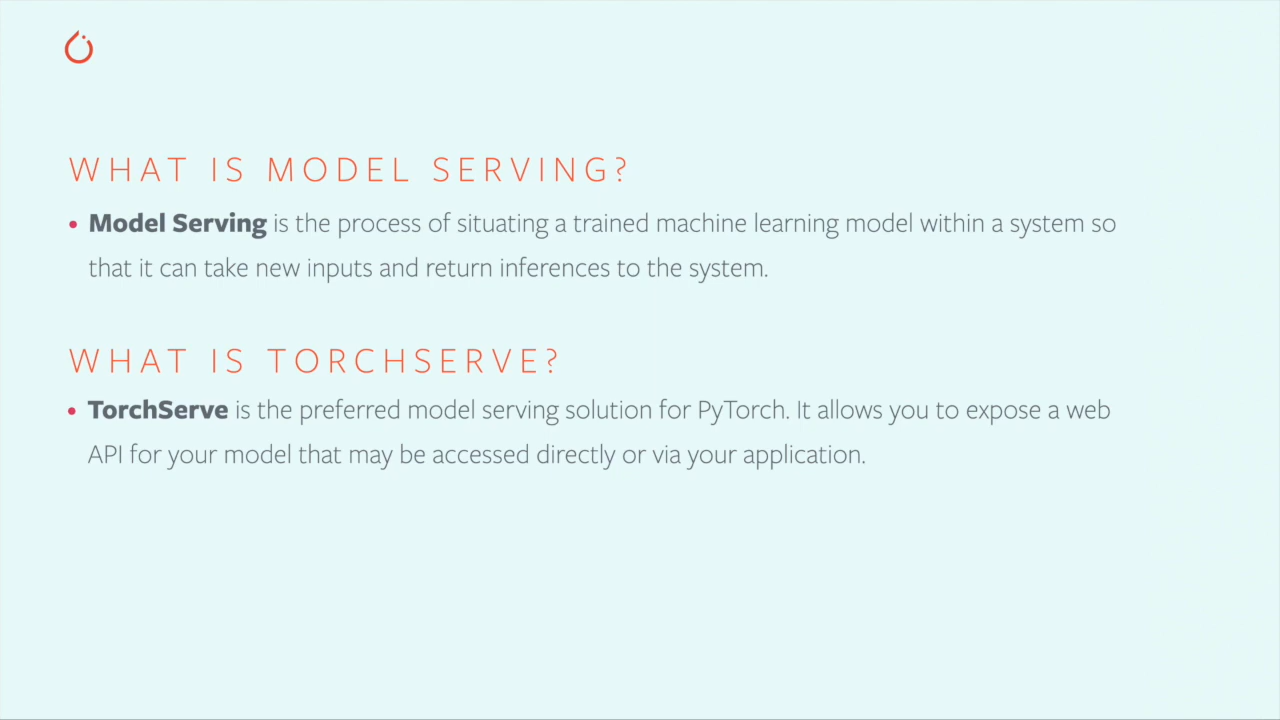 WHAT IS MODEL SERVING?
• Model Serving is the process of situating a trained machine learning model within a system so
that it can take new inputs and return inferences to the system.
WHAT IS TORCHSERVE?
• TorchServe is the preferred model serving solution for PyTorch. It allows you to expose a web
API for your model that may be accessed directly or via your application.